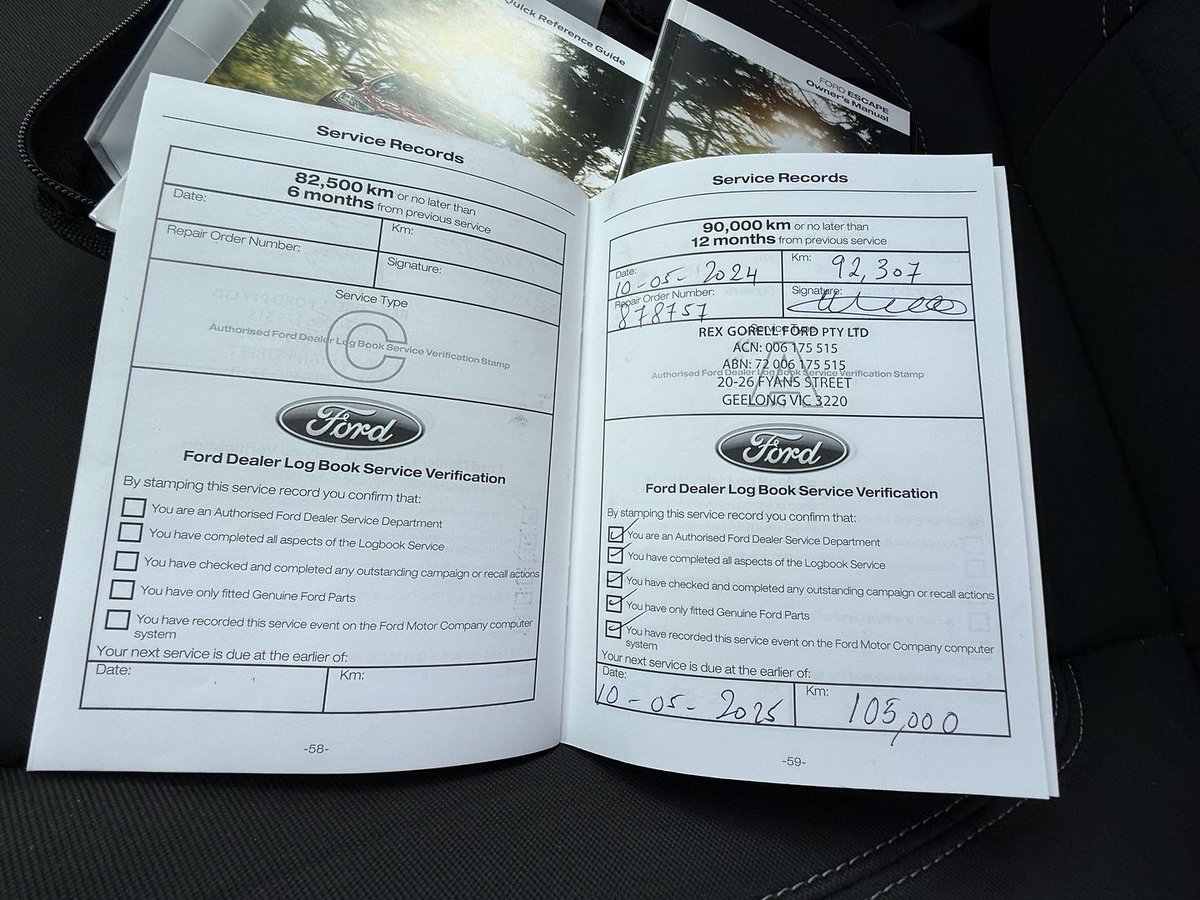 Quick Reference Guide
FORD ESCAPE
Owner's Manual
Service Records
82,500 km or no later than
6 months from previous service
Date:
Km:
Repair Order Number:
Signature:
Service Type
C
Authorised Ford Dealer Log Book Service Verification Stamp
Ford
Ford Dealer Log Book Service Verification
By stamping this service record you confirm that:
You are an Authorised Ford Dealer Service Department
You have completed all aspects of the Logbook Service
You have checked and completed any outstanding campaign or recall actions
You have only fitted Genuine Ford Parts
You have recorded this service event on the Ford Motor Company computer
system
Your next service is due at the earlier of:
Date:
Km:
-58-
Service Records
90,000 km or no later than
12 months from previous service
Date: 10-05-2024
Km: 92,307
Repair Order Number: 878757
Signature:
Service Type
REX GORELL FORD PTY LTD
ACN: 006 175 515
ABN: 72 006 175 515
A
Authorised Ford Dealer Log Book Service Verification Stamp
20-26 FYANS STREET
GEELONG VIC 3220
Ford
Ford Dealer Log Book Service Verification
By stamping this service record you confirm that:
You are an Authorised Ford Dealer Service Department
You have completed all aspects of the Logbook Service
You have checked and completed any outstanding campaign or recall actions
You have only fitted Genuine Ford Parts
You have recorded this service event on the Ford Motor Company computer
system
Your next service is due at the earlier of:
Date: 10-05-2025
Km: 105,000
-59-